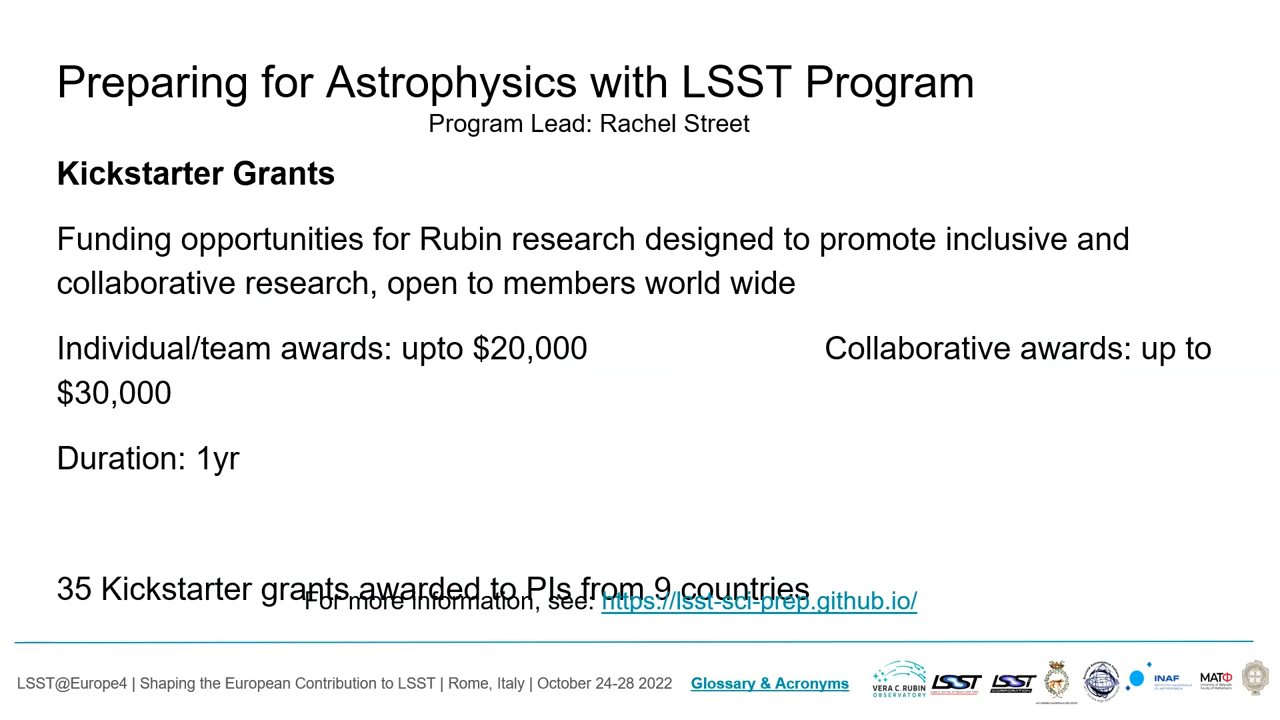 Preparing for Astrophysics with LSST Program
Program Lead: Rachel Street
Kickstarter Grants
Funding opportunities for Rubin research designed to promote inclusive and
collaborative research, open to members world wide
Individual/team awards: upto $20,000 Collaborative awards: up to
$30,000
Duration: 1yr
35 Kickstarter grants awarded to PIs from 9 countries
For more information, see: https://lsst-sci-prep.github.io/
LSST@Europe4 | Shaping the European Contribution to LSST | Rome, Italy | October 24-28 2022 Glossary & Acronyms
VERA C. RUBIN
OBSERVATORY
LSST
LSST
INAF
MATΦ